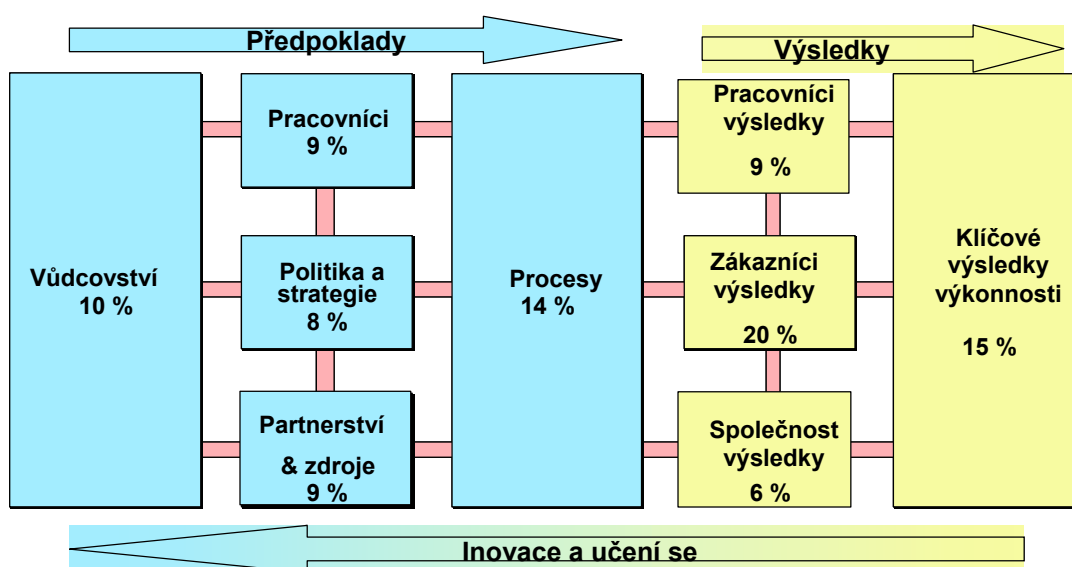 Předpoklady
Výsledky
Vůdcovství
10 %
Pracovníci
9 %
Politika a
strategie
8 %
Partnerství
& zdroje
9 %
Procesy
14 %
Pracovníci
výsledky
9 %
Zákazníci
výsledky
20 %
Společnost
výsledky
6 %
Klíčové
výsledky
výkonnosti
15 %
Inovace a učení se